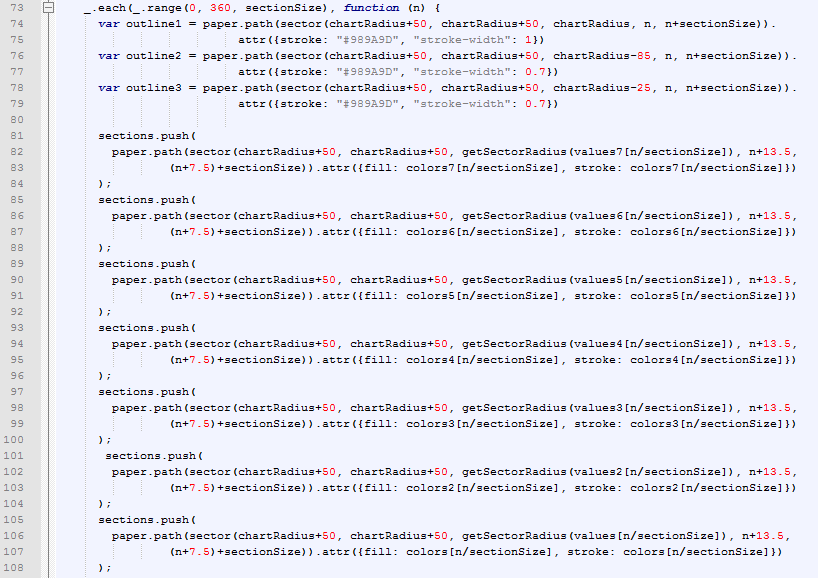 73 _.each(_.range(0, 360, sectionSize), function (n) {
74 var outline1 = paper.path(sector(chartRadius+50, chartRadius+50, chartRadius, n, n+sectionSize)).
75 attr({stroke: "#989A9D", "stroke-width": 1})
76 var outline2 = paper.path(sector(chartRadius+50, chartRadius+50, chartRadius-85, n, n+sectionSize)).
77 attr({stroke: "#989A9D", "stroke-width": 0.7})
78 var outline3 = paper.path(sector(chartRadius+50, chartRadius+50, chartRadius-25, n, n+sectionSize)).
79 attr({stroke: "#989A9D", "stroke-width": 0.7})
80
81 sections.push(
82 paper.path(sector(chartRadius+50, chartRadius+50, getSectorRadius(values7[n/sectionSize]), n+13.5,
83 (n+7.5)+sectionSize)).attr({fill: colors7[n/sectionSize], stroke: colors7[n/sectionSize]})
84 );
85 sections.push(
86 paper.path(sector(chartRadius+50, chartRadius+50, getSectorRadius(values6[n/sectionSize]), n+13.5,
87 (n+7.5)+sectionSize)).attr({fill: colors6[n/sectionSize], stroke: colors6[n/sectionSize]})
88 );
89 sections.push(
90 paper.path(sector(chartRadius+50, chartRadius+50, getSectorRadius(values5[n/sectionSize]), n+13.5,
91 (n+7.5)+sectionSize)).attr({fill: colors5[n/sectionSize], stroke: colors5[n/sectionSize]})
92 );
93 sections.push(
94 paper.path(sector(chartRadius+50, chartRadius+50, getSectorRadius(values4[n/sectionSize]), n+13.5,
95 (n+7.5)+sectionSize)).attr({fill: colors4[n/sectionSize], stroke: colors4[n/sectionSize]})
96 );
97 sections.push(
98 paper.path(sector(chartRadius+50, chartRadius+50, getSectorRadius(values3[n/sectionSize]), n+13.5,
99 (n+7.5)+sectionSize)).attr({fill: colors3[n/sectionSize], stroke: colors3[n/sectionSize]})
100 );
101 sections.push(
102 paper.path(sector(chartRadius+50, chartRadius+50, getSectorRadius(values2[n/sectionSize]), n+13.5,
103 (n+7.5)+sectionSize)).attr({fill: colors2[n/sectionSize], stroke: colors2[n/sectionSize]})
104 );
105 sections.push(
106 paper.path(sector(chartRadius+50, chartRadius+50, getSectorRadius(values[n/sectionSize]), n+13.5,
107 (n+7.5)+sectionSize)).attr({fill: colors[n/sectionSize], stroke: colors[n/sectionSize]})
108 );